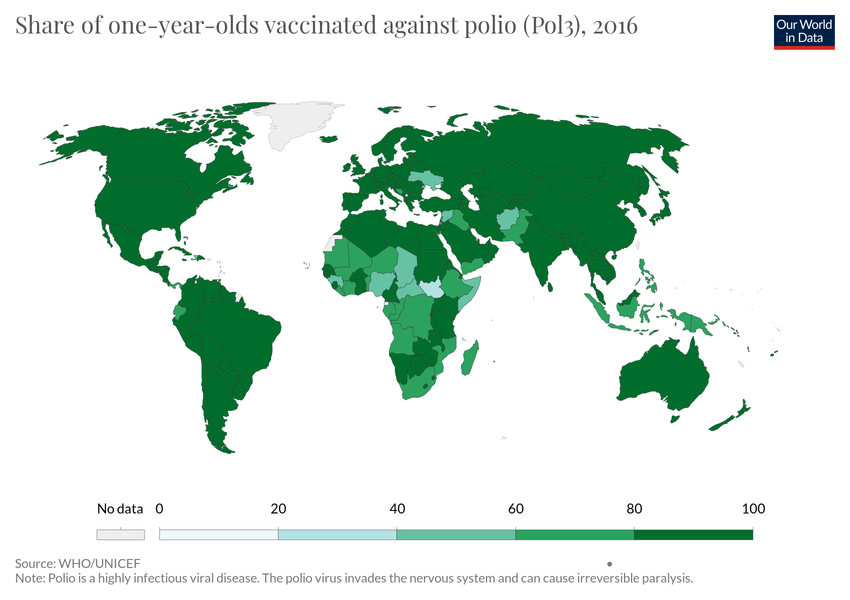 Share of one-year-olds vaccinated against polio (Pol3), 2016
Our World
in Data
No data 0 20 40 60 80 100
Source: WHO/UNICEF
Note: Polio is a highly infectious viral disease. The polio virus invades the nervous system and can cause irreversible paralysis.